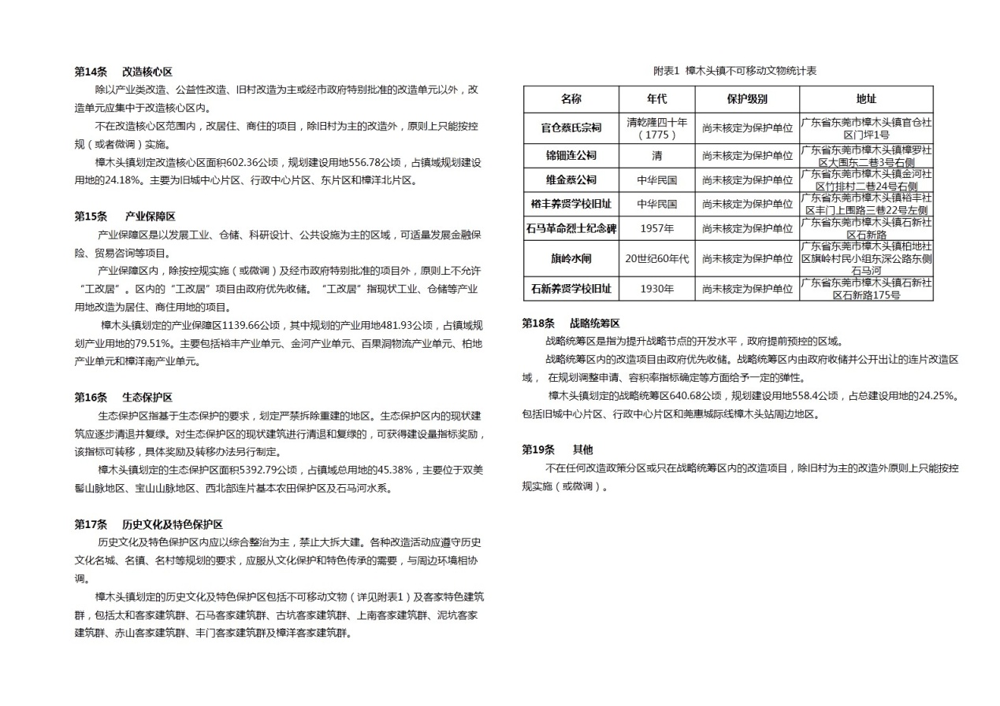 第14条 改造核心区
除以产业类改造、公益性改造、旧村改造为主或经市政府特别批准的改造单元以外，改
造单元应集中于改造核心区内。
不在改造核心区范围内，改居住、商住的项目，除旧村为主的改造外，原则上只能按控
规（或者微调）实施。
樟木头镇划定改造核心区面积602.36公顷，规划建设用地556.78公顷，占镇域规划建设
用地的24.18%。主要为旧城中心片区、行政中心片区、东片区和樟洋北片区。
第15条 产业保障区
产业保障区是以发展工业、仓储、科研设计、公共设施为主的区域，可适量发展金融保
险、贸易咨询等项目。
产业保障区内，除按控规实施（或微调）及经市政府特别批准的项目外，原则上不允许
“工改居”。区内的“工改居”项目由政府优先收储。“工改居”指现状工业、仓储等产业
用地改造为居住、商住用地的项目。
樟木头镇划定的产业保障区1139.66公顷，其中规划的产业用地481.93公顷，占镇域规
划产业用地的79.51%。主要包括裕丰产业单元、金河产业单元、百果洞物流产业单元、柏地
产业单元和樟洋南产业单元。
第16条 生态保护区
生态保护区指基于生态保护的要求，划定严禁拆除重建的地区。生态保护区内的现状建
筑应逐步清退并复绿。对生态保护区的现状建筑进行清退和复绿的，可获得建设量指标奖励，
该指标可转移，具体奖励及转移办法另行制定。
樟木头镇划定的生态保护区面积5392.79公顷，占镇域总用地的45.38%，主要位于双美
髻山脉地区、宝山山脉地区、西北部连片基本农田保护区及石马河水系。
第17条 历史文化及特色保护区
历史文化及特色保护区内应以综合整治为主，禁止大拆大建。各种改造活动应遵守历史
文化名城、名镇、名村等规划的要求，应服从文化保护和特色传承的需要，与周边环境相协
调。
樟木头镇划定的历史文化及特色保护区包括不可移动文物（详见附表1）及客家特色建筑
群，包括太和客家建筑群、石马客家建筑群、古坑客家建筑群、上南客家建筑群、泥坑客家
建筑群、赤山客家建筑群、丰门客家建筑群及樟洋客家建筑群。
附表1 樟木头镇不可移动文物统计表
名称 年代 保护级别 地址
官仓蔡氏宗祠 清乾隆四十年（1775） 尚未核定为保护单位 广东省东莞市樟木头镇官仓社区门坪1号
锦钿连公祠 清 尚未核定为保护单位 广东省东莞市樟木头镇樟罗社区大围东二巷3号右侧
维金蔡公祠 中华民国 尚未核定为保护单位 广东省东莞市樟木头镇金河社区竹排村二巷24号右侧
裕丰养贤学校旧址 中华民国 尚未核定为保护单位 广东省东莞市樟木头镇裕丰社区丰门上围路三巷22号左侧
石马革命烈士纪念碑 1957年 尚未核定为保护单位 广东省东莞市樟木头镇石新社区石新路
旗岭水闸 20世纪60年代 尚未核定为保护单位 广东省东莞市樟木头镇柏地社区旗岭村民小组东深公路东侧石马河
石新养贤学校旧址 1930年 尚未核定为保护单位 广东省东莞市樟木头镇石新社区石新路175号
第18条 战略统筹区
战略统筹区是指为提升战略节点的开发水平，政府提前预控的区域。
战略统筹区内的改造项目由政府优先收储。战略统筹区内由政府收储并公开出让的连片改造区
域， 在规划调整申请、容积率指标确定等方面给予一定的弹性。
樟木头镇划定的战略统筹区640.68公顷，规划建设用地558.4公顷，占总建设用地的24.25%。
包括旧城中心片区、行政中心片区和莞惠城际线樟木头站周边地区。
第19条 其他
不在任何改造政策分区或只在战略统筹区内的改造项目，除旧村为主的改造外原则上只能按控
规实施（或微调）。